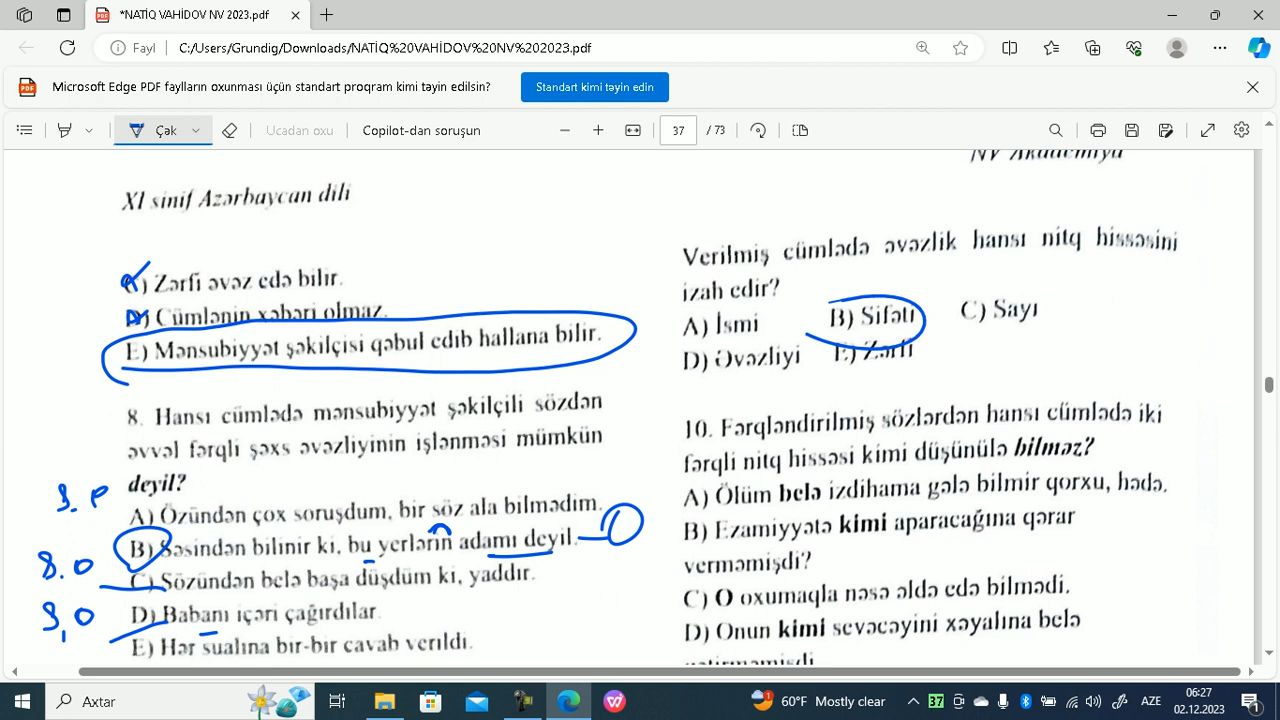 *NATİQ VAHİDOV NV 2023.pdf
Fayl C:/Users/Grundig/Downloads/NATİQ%20VAHİDOV%20NV%202023.pdf
Microsoft Edge PDF faylların oxunması üçün standart proqram kimi təyin edilsin? Standart kimi təyin edin
Çək Ucadan oxu Copilot-dan soruşun 37 / 73
NV Akademiya
XI sinif Azərbaycan dili
C) Zərfi əvəz edə bilir.
D) Cümlənin xəbəri olmaz.
E) Mənsubiyyət şəkilçisi qəbul edib hallana bilir.
8. Hansı cümlədə mənsubiyyət şəkilçili sözdən
əvvəl fərqli şəxs əvəzliyinin işlənməsi mümkün
deyil?
A) Özündən çox soruşdum, bir söz ala bilmədim.
B) Səsindən bilinir ki, bu yerlərin adamı deyil.
C) Sözündən belə başa düşdüm ki, yaddır.
D) Babanı içəri çağırdılar.
E) Hər sualına bir-bir cavab verildi.
Verilmiş cümlədə əvəzlik hansı nitq hissəsini
izah edir?
A) İsmi B) Sifəti C) Sayı
D) Əvəzliyi E) Zərfi
10. Fərqləndirilmiş sözlərdən hansı cümlədə iki
fərqli nitq hissəsi kimi düşünülə bilməz?
A) Ölüm belə izdihama gələ bilmir qorxu, hədə.
B) Ezamiyyətə kimi aparacağına qərar
verməmişdi?
C) O oxumaqla nəsə əldə edə bilmədi.
D) Onun kimi sevəcəyini xəyalına belə
Axtar
60°F Mostly clear
37
AZE
06:27
02.12.2023
1